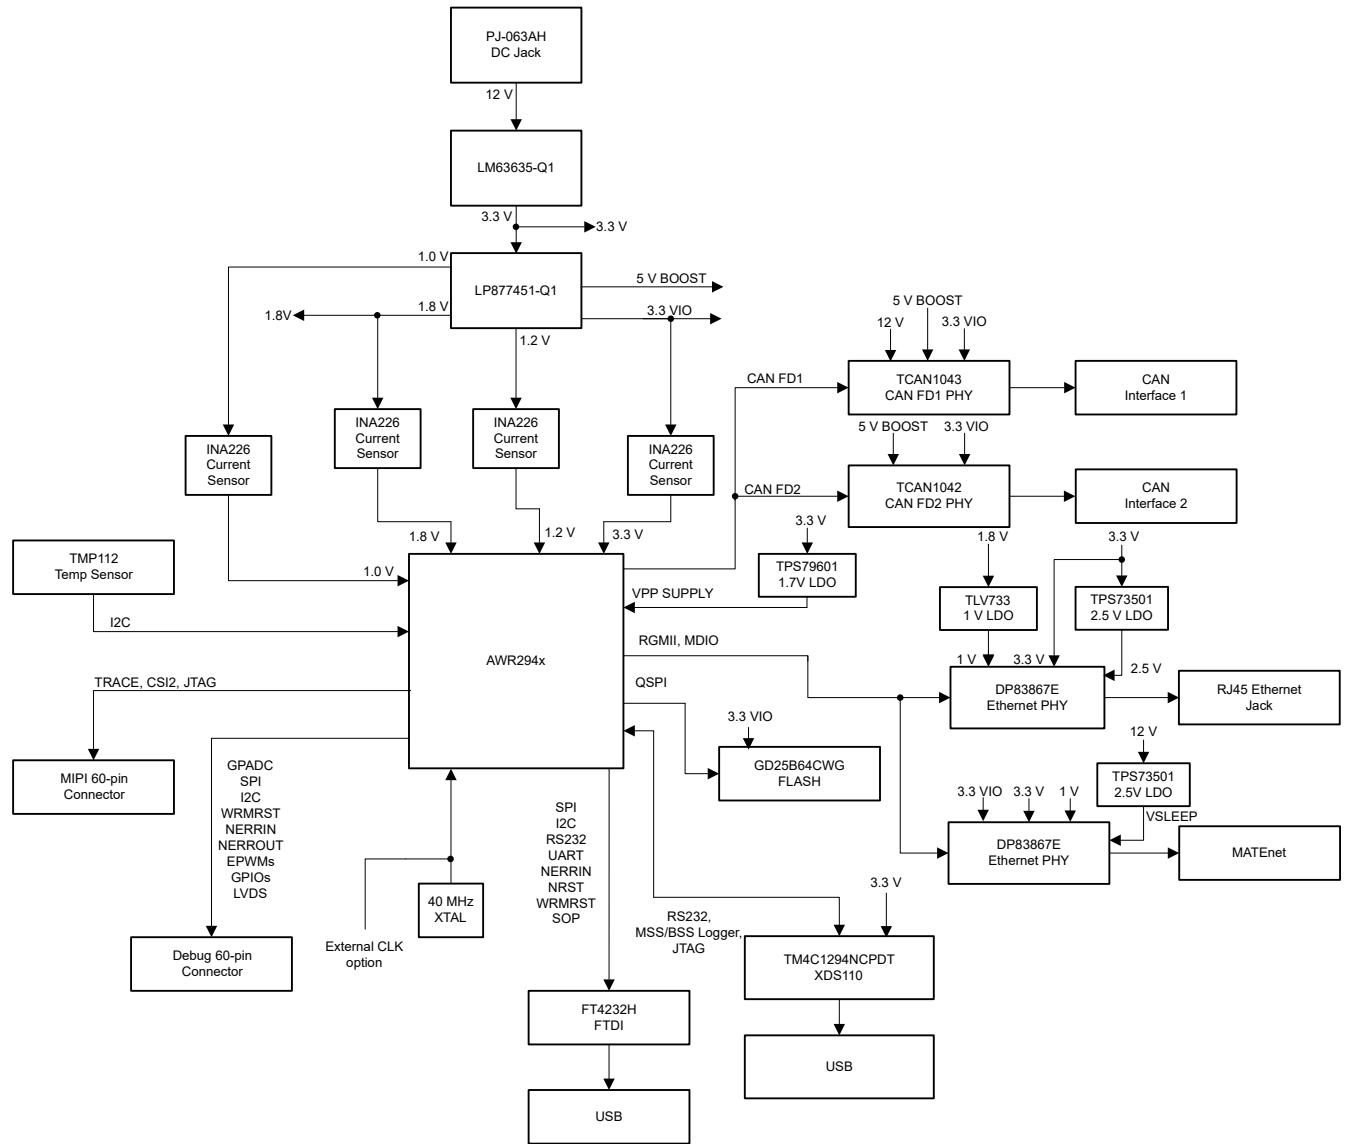 PJ-063AH
DC Jack
12 V
LM63635-Q1
3.3 V
3.3 V
1.0 V
LP877451-Q1
5 V BOOST
1.8V
1.8 V
3.3 VIO
1.2 V
5 V BOOST
12 V
3.3 VIO
CAN FD1
TCAN1043
CAN FD1 PHY
CAN
Interface 1
INA226
Current
Sensor
INA226
Current
Sensor
INA226
Current
Sensor
INA226
Current
Sensor
5 V BOOST
3.3 VIO
CAN FD2
TCAN1042
CAN FD2 PHY
CAN
Interface 2
1.8 V
1.2 V
3.3 V
3.3 V
1.8 V
3.3 V
TMP112
Temp Sensor
1.0 V
TPS79601
1.7V LDO
VPP SUPPLY
TLV733
1 V LDO
TPS73501
2.5 V LDO
I2C
RGMII, MDIO
AWR294x
1 V
3.3 V
2.5 V
TRACE, CSI2, JTAG
QSPI
DP83867E
Ethernet PHY
RJ45 Ethernet
Jack
3.3 VIO
12 V
MIPI 60-pin
Connector
GD25B64CWG
FLASH
TPS73501
2.5V LDO
GPADC
SPI
I2C
WRMRST
NERRIN
NERROUT
EPWMs
GPIOs
LVDS
3.3 VIO
3.3 V
1 V
VSLEEP
SPI
I2C
RS232
UART
NERRIN
NRST
WRMRST
SOP
DP83867E
Ethernet PHY
MATEnet
40 MHz
XTAL
3.3 V
External CLK
option
RS232,
MSS/BSS Logger,
JTAG
Debug 60-pin
Connector
TM4C1294NCPDT
XDS110
FT4232H
FTDI
USB
USB